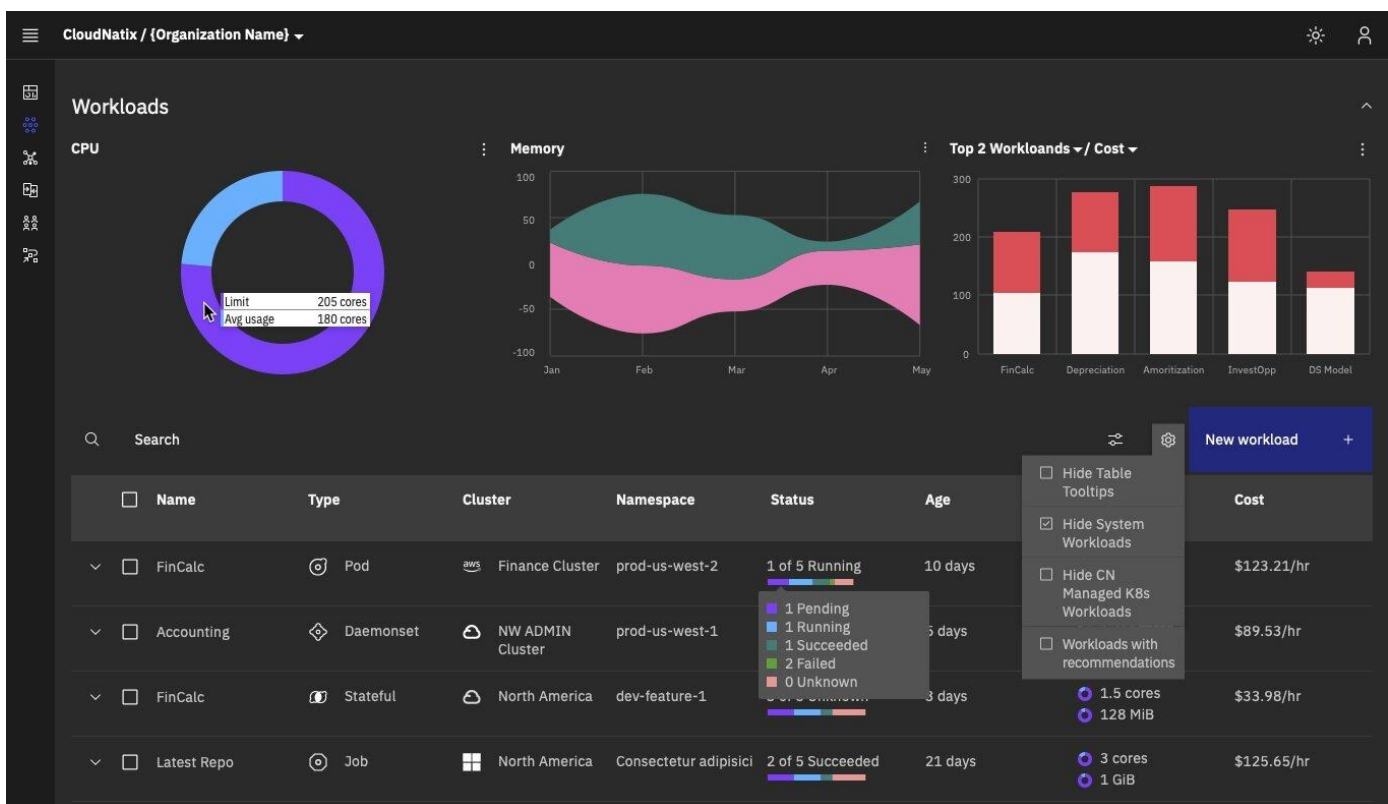 CloudNatix / {Organization Name}
Workloads
CPU
Limit 205 cores
Avg usage 180 cores
Memory
100
50
0
-50
-100
Jan Feb Mar Apr May
Top 2 Workloands / Cost
300
200
100
0
FinCalc Depreciation Amoritization InvestOpp DS Model
Search
New workload +
Hide Table
Tooltips
Hide System
Workloads
Hide CN
Managed K8s
Workloads
Workloads with
recommendations
Name Type Cluster Namespace Status Age Cost
FinCalc Pod aws Finance Cluster prod-us-west-2 1 of 5 Running 10 days $123.21/hr
1 Pending
1 Running
1 Succeeded
2 Failed
0 Unknown
Accounting Daemonset NW ADMIN prod-us-west-1 days $89.53/hr
Cluster
FinCalc Stateful North America dev-feature-1 3 days 1.5 cores $33.98/hr
128 MiB
Latest Repo Job North America Consectetur adipisici 2 of 5 Succeeded 21 days 3 cores $125.65/hr
1 GiB